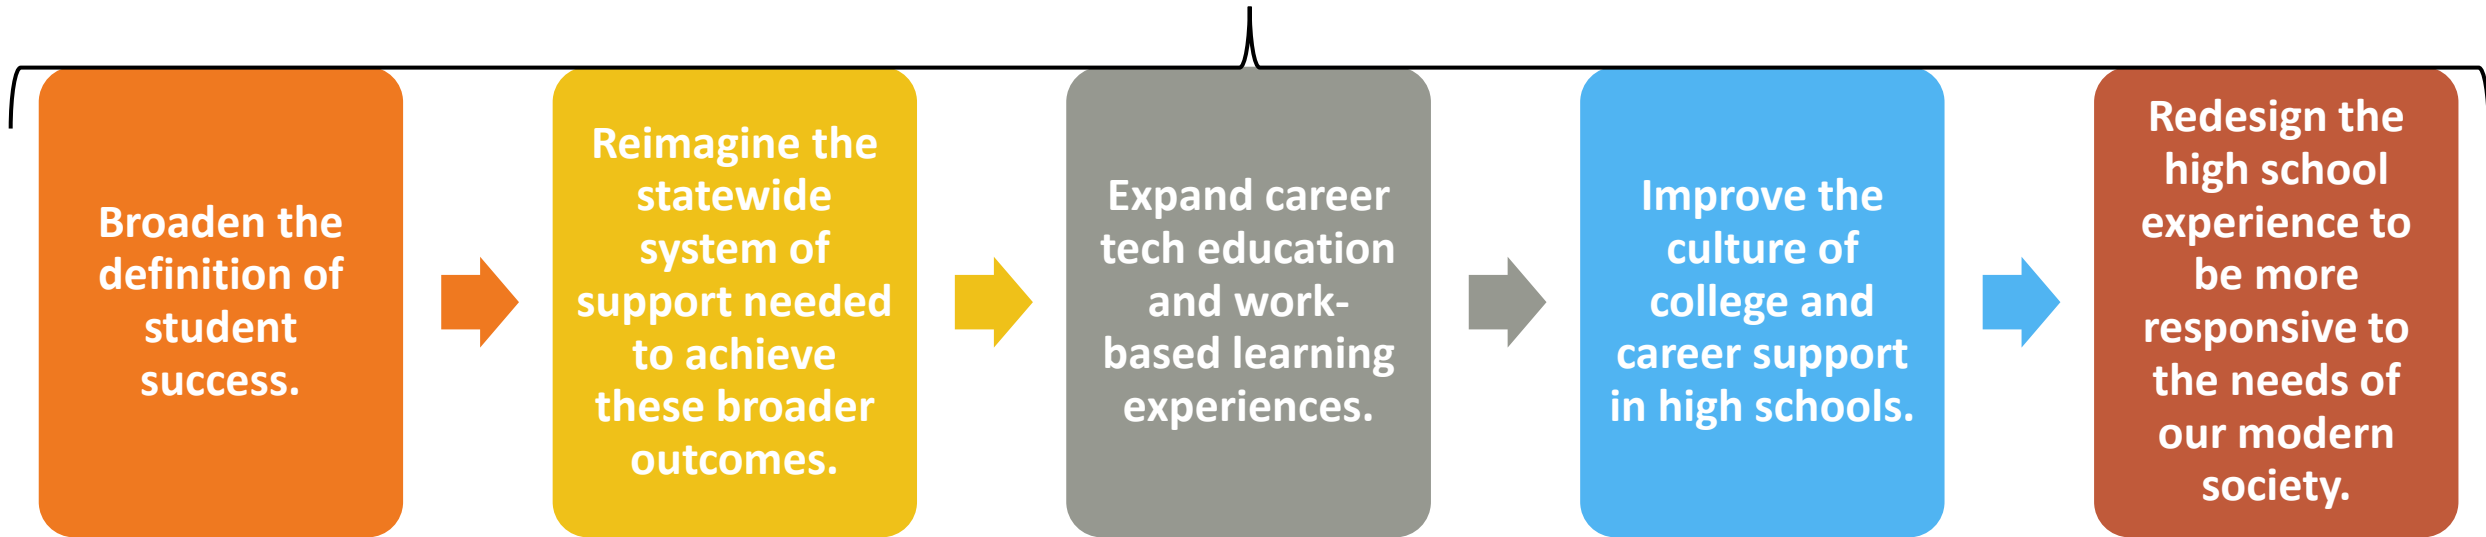 Broaden the
definition of
student
success.
Reimagine the
statewide
system of
support needed
to achieve
these broader
outcomes.
Expand career
tech education
and work-
based learning
experiences.
Improve the
culture of
college and
career support
in high schools.
Redesign the
high school
experience to
be more
responsive to
the needs of
our modern
society.